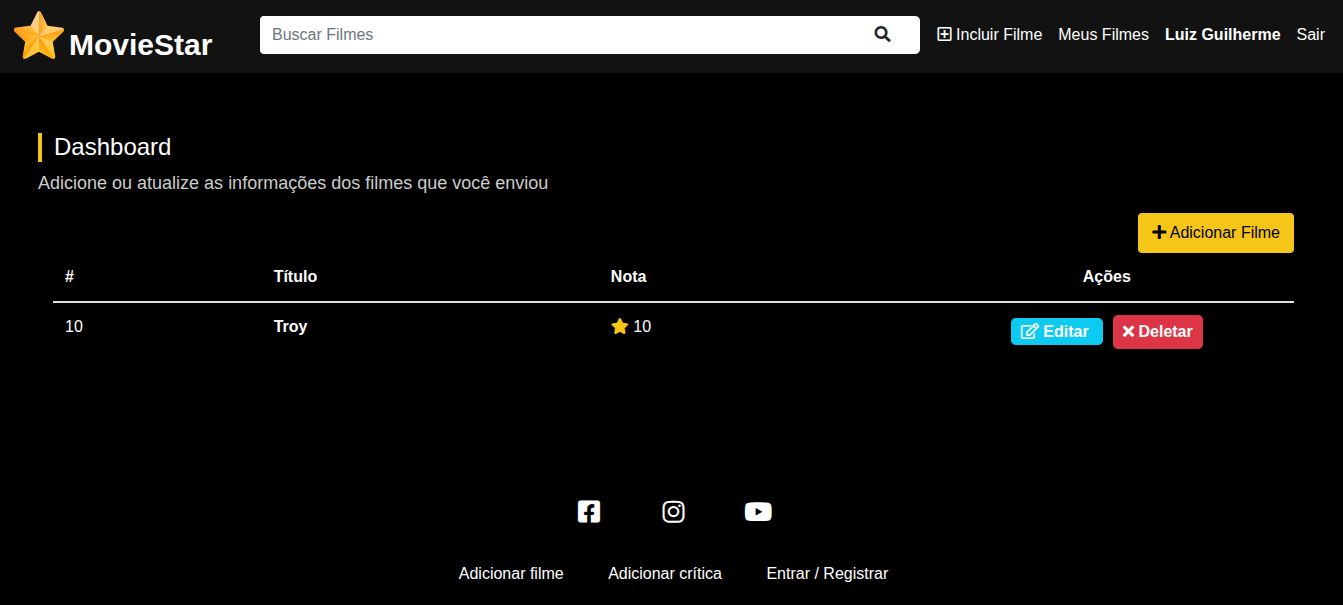 MovieStar
Buscar Filmes
Incluir Filme Meus Filmes Luiz Guilherme Sair
Dashboard
Adicione ou atualize as informações dos filmes que você enviou
Adicionar Filme
# Título Nota Ações
10 Troy 10 Editar Deletar
Adicionar filme Adicionar crítica Entrar / Registrar